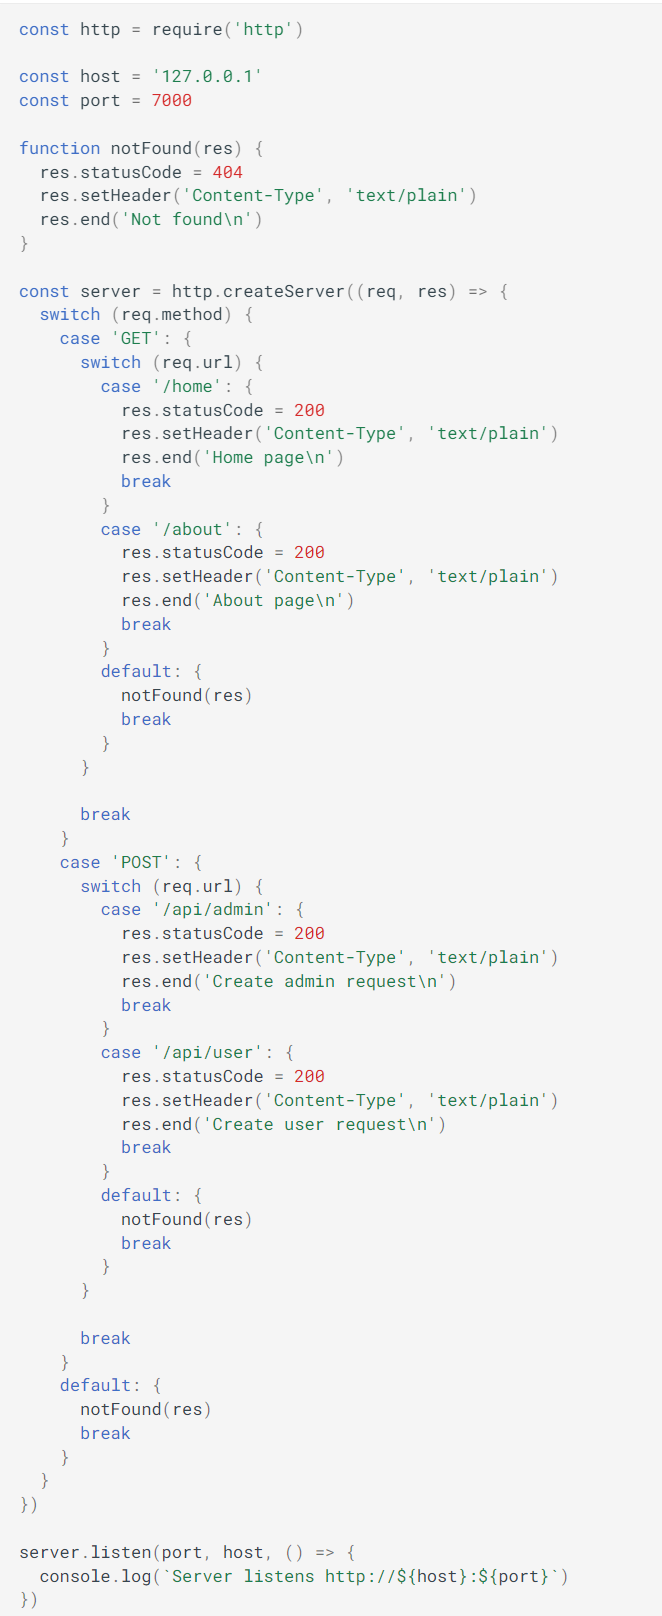 const http = require('http')

const host = '127.0.0.1'
const port = 7000

function notFound(res) {
  res.statusCode = 404
  res.setHeader('Content-Type', 'text/plain')
  res.end('Not found\n')
}

const server = http.createServer((req, res) => {
  switch (req.method) {
    case 'GET': {
      switch (req.url) {
        case '/home': {
          res.statusCode = 200
          res.setHeader('Content-Type', 'text/plain')
          res.end('Home page\n')
          break
        }
        case '/about': {
          res.statusCode = 200
          res.setHeader('Content-Type', 'text/plain')
          res.end('About page\n')
          break
        }
        default: {
          notFound(res)
          break
        }
      }

      break
    }
    case 'POST': {
      switch (req.url) {
        case '/api/admin': {
          res.statusCode = 200
          res.setHeader('Content-Type', 'text/plain')
          res.end('Create admin request\n')
          break
        }
        case '/api/user': {
          res.statusCode = 200
          res.setHeader('Content-Type', 'text/plain')
          res.end('Create user request\n')
          break
        }
        default: {
          notFound(res)
          break
        }
      }

      break
    }
    default: {
      notFound(res)
      break
    }
  }
})

server.listen(port, host, () => {
  console.log(`Server listens http://${host}:${port}`)
})